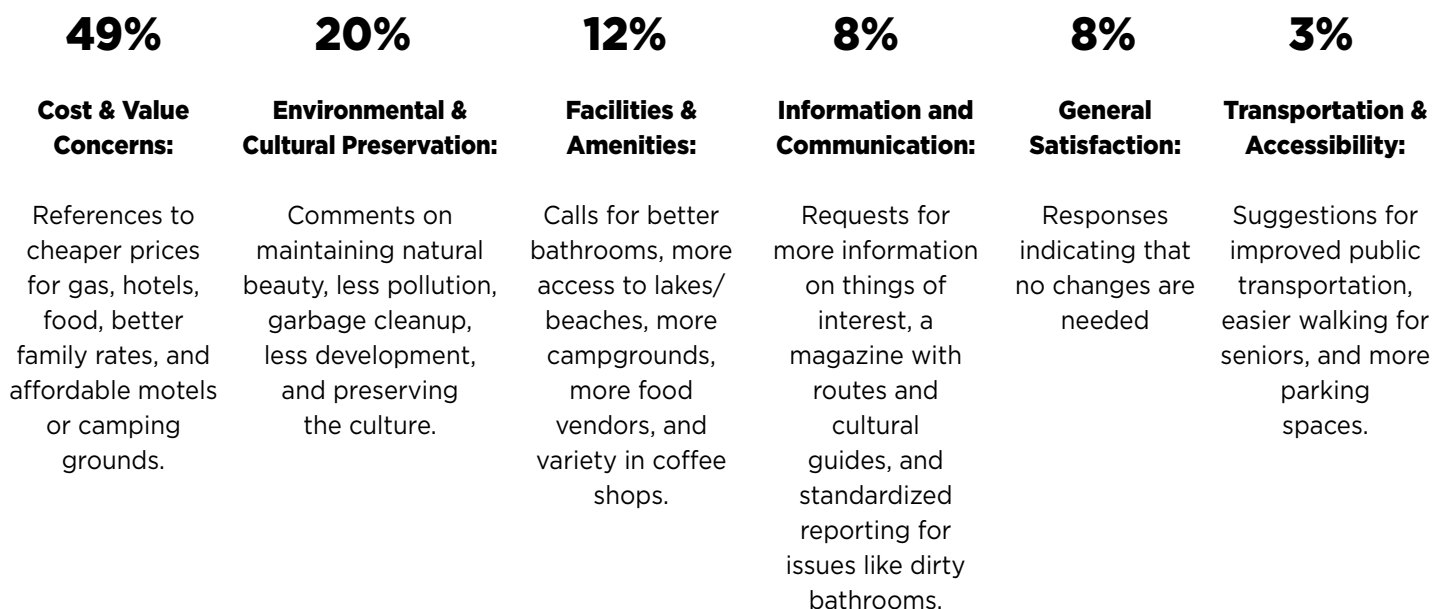 49%
Cost & Value
Concerns:
References to
cheaper prices
for gas, hotels,
food, better
family rates, and
affordable motels
or camping
grounds.
20%
Environmental &
Cultural Preservation:
Comments on
maintaining natural
beauty, less pollution,
garbage cleanup,
less development,
and preserving
the culture.
12%
Facilities &
Amenities:
Calls for better
bathrooms, more
access to lakes/
beaches, more
campgrounds,
more food
vendors, and
variety in coffee
shops.
8%
Information and
Communication:
Requests for
more information
on things of
interest, a
magazine with
routes and
cultural
guides, and
standardized
reporting for
issues like dirty
bathrooms.
8%
General
Satisfaction:
Responses
indicating that
no changes are
needed
3%
Transportation &
Accessibility:
Suggestions for
improved public
transportation,
easier walking for
seniors, and more
parking
spaces.